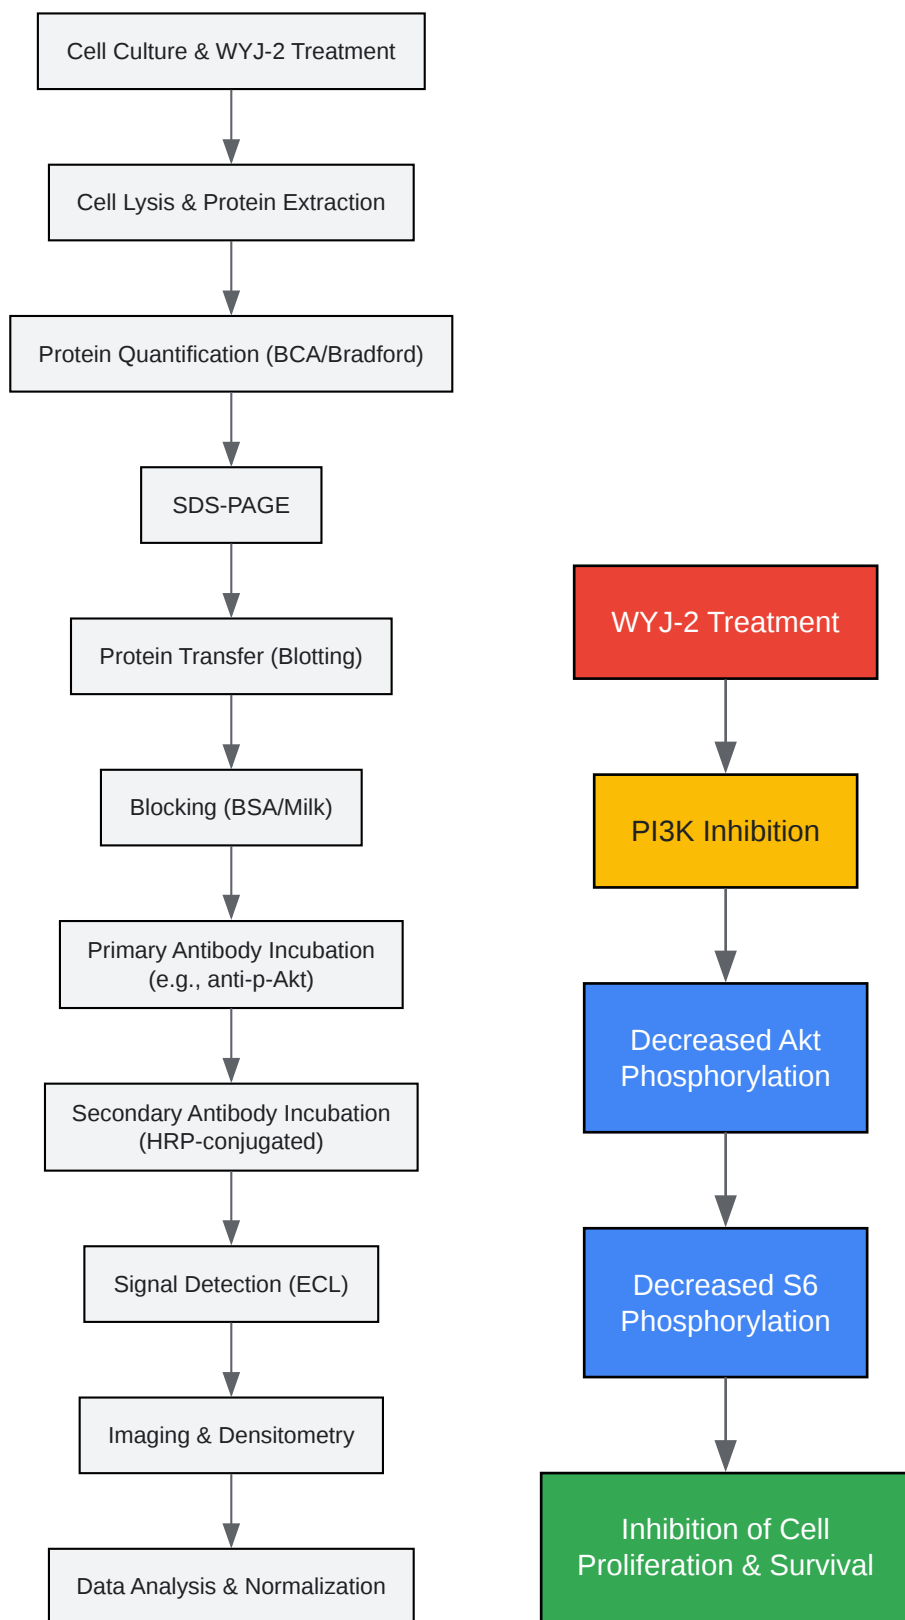 Cell Culture & WYJ-2 Treatment
Cell Lysis & Protein Extraction
Protein Quantification (BCA/Bradford)
SDS-PAGE
Protein Transfer (Blotting)
Blocking (BSA/Milk)
Primary Antibody Incubation
(e.g., anti-p-Akt)
Secondary Antibody Incubation
(HRP-conjugated)
Signal Detection (ECL)
Imaging & Densitometry
Data Analysis & Normalization
WYJ-2 Treatment
PI3K Inhibition
Decreased Akt
Phosphorylation
Decreased S6
Phosphorylation
Inhibition of Cell
Proliferation & Survival